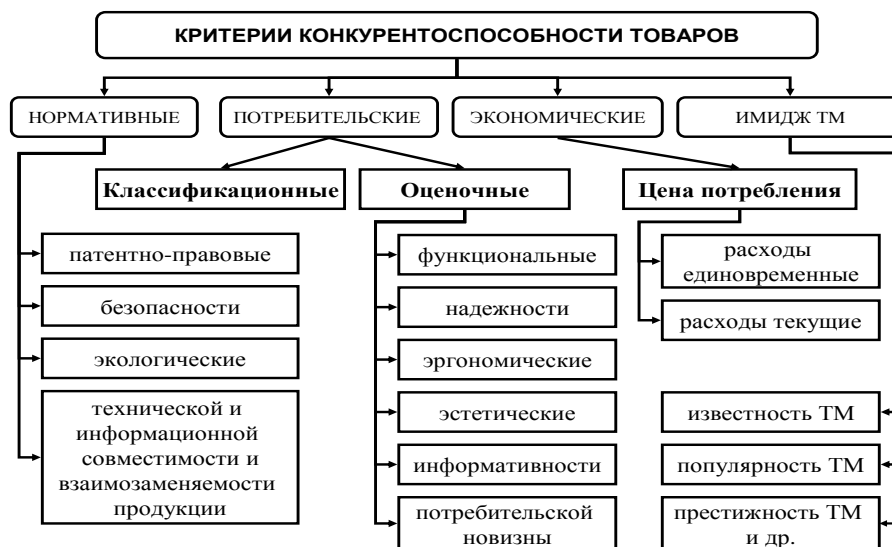 КРИТЕРИИ КОНКУРЕНТОСПОСОБНОСТИ ТОВАРОВ
НОРМАТИВНЫЕ
ПОТРЕБИТЕЛЬСКИЕ
ЭКОНОМИЧЕСКИЕ
ИМИДЖ ТМ
Классификационные
Оценочные
Цена потребления
патентно-правовые
безопасности
экологические
технической и
информационной
совместимости и
взаимозаменяемости
продукции
функциональные
надежности
эргономические
эстетические
информативности
потребительской
новизны
расходы
единовременные
расходы текущие
известность ТМ
популярность ТМ
престижность ТМ
и др.